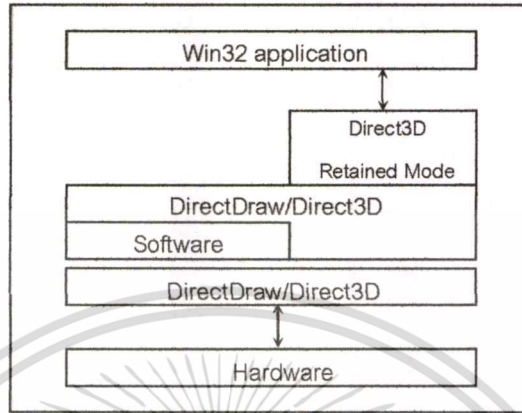 Win32 application
Direct3D
Retained Mode
DirectDraw/Direct3D
Software
DirectDraw/Direct3D
Hardware